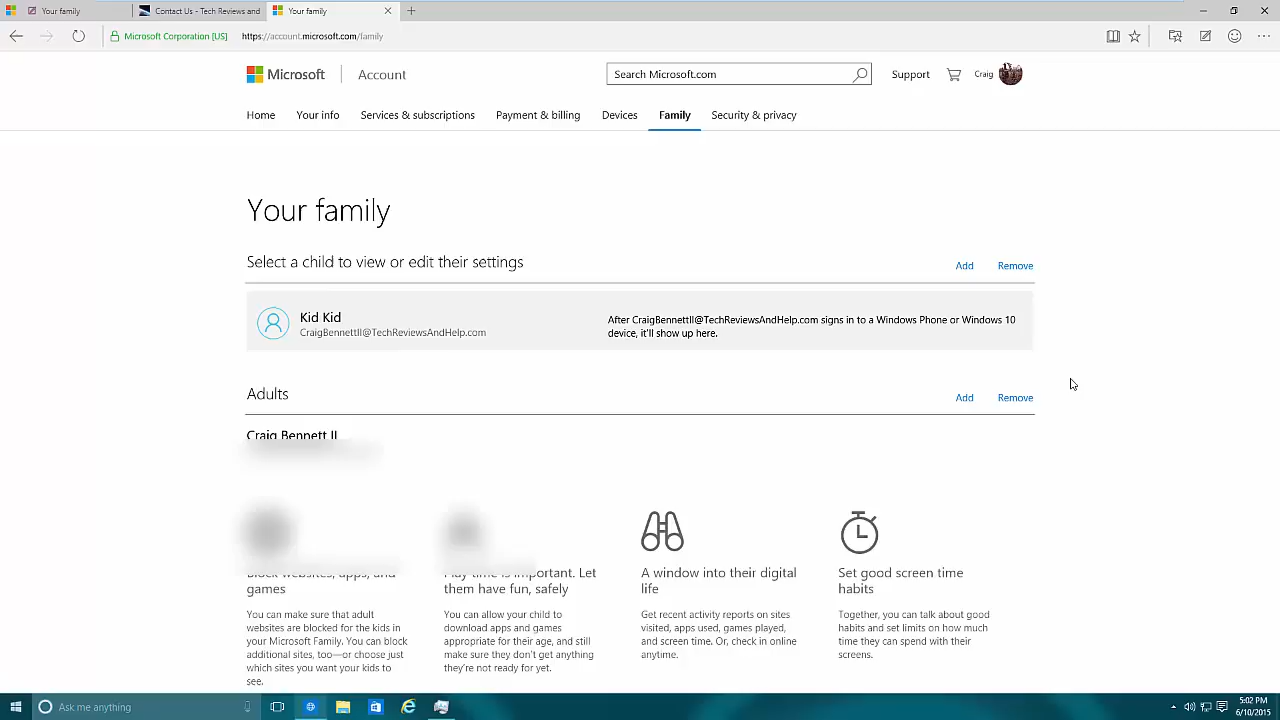 Your family
Contact Us - Tech Reviews and
Your family
Microsoft Corporation [US] https://account.microsoft.com/family
Microsoft Account Search Microsoft.com Support Craig
Home Your info Services & subscriptions Payment & billing Devices Family Security & privacy
Your family
Select a child to view or edit their settings Add Remove
Kid Kid
CraigBennettII@TechReviewsAndHelp.com
After CraigBennettII@TechReviewsAndHelp.com signs in to a Windows Phone or Windows 10
device, it'll show up here.
Adults Add Remove
Craig Bennett II
Block websites, apps, and
games
You can make sure that adult
websites are blocked for the kids in
your Microsoft Family. You can block
additional sites, too—or choose just
which sites you want your kids to
see.
Play time is important. Let
them have fun, safely
You can allow your child to
download apps and games
appropriate for their age, and still
make sure they don't get anything
they're not ready for yet.
A window into their digital
life
Get recent activity reports on sites
visited, apps used, games played,
and screen time. Or, check in online
anytime.
Set good screen time
habits
Together, you can talk about good
habits and set limits on how much
time they can spend with their
screens.
Ask me anything
5:02 PM
6/10/2015